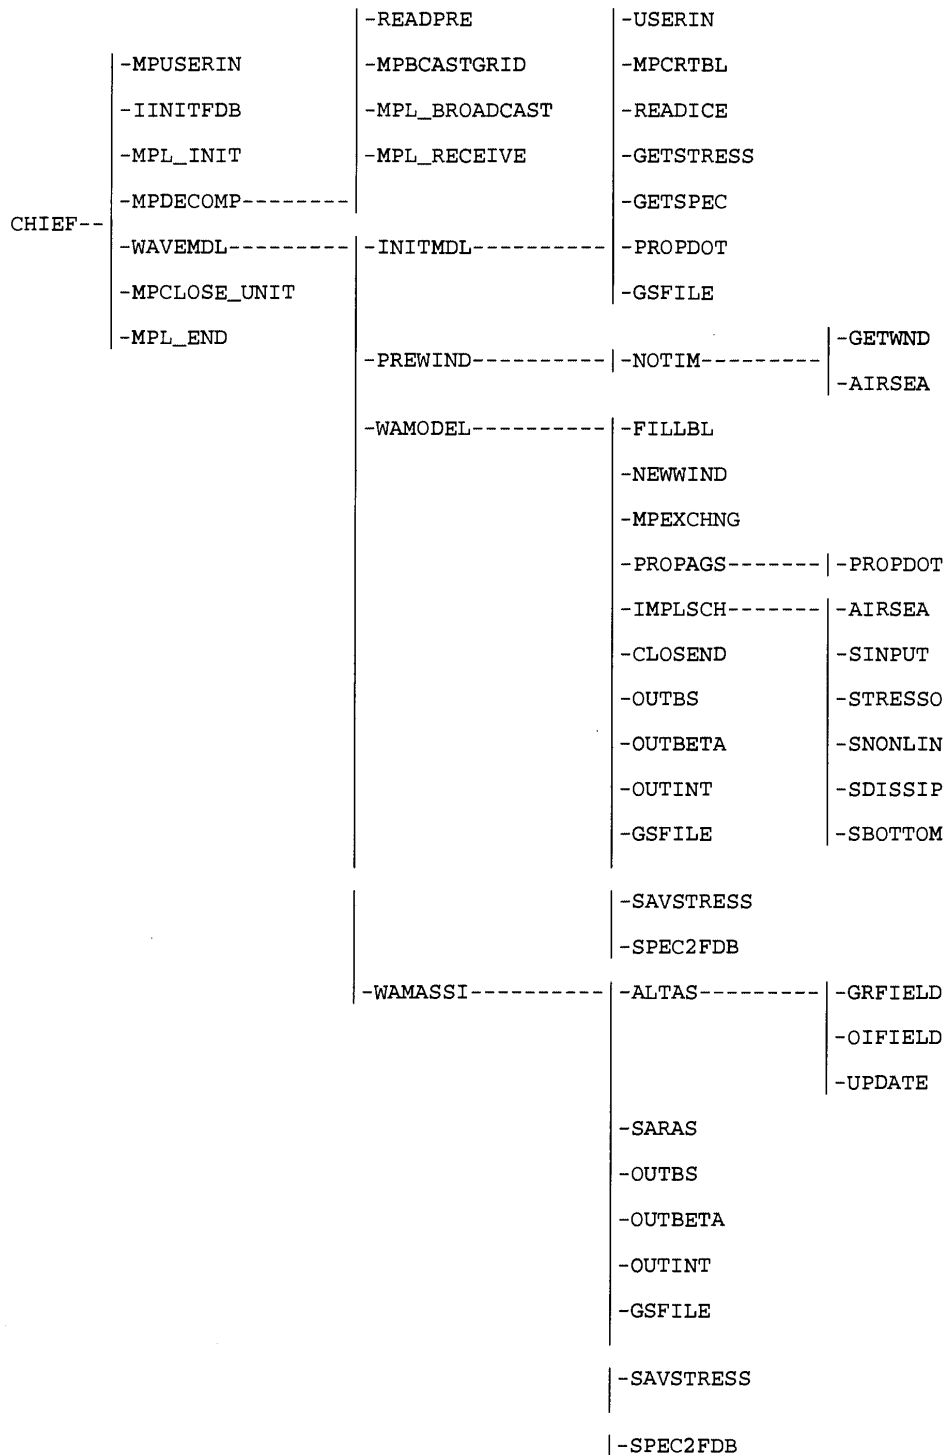 -READPRE -USERIN
-MPUSERIN -MPBCASTGRID -MPCRTBL
-IINITFDB -MPL_BROADCAST -READICE
-MPL_INIT -MPL_RECEIVE -GETSTRESS
-MPDECOMP-------- -GETSPEC
CHIEF--
-WAVEMDL-------- -INITMDL---------- -PROPDOT
-MPCLOSE_UNIT -GSFILE
-MPL_END -GETWND
-PREWIND---------- -NOTIM---------
-AIRSEA
-WAMODEL---------- -FILLBL
-NEWWIND
-MPEXCHNG
-PROPAGS------- -PROPDOT
-IMPLSCH------- -AIRSEA
-CLOSEND -SINPUT
-OUTBS -STRESSO
-OUTBETA -SNONLIN
-OUTINT -SDISSIP
-GSFILE -SBOTTOM
-SAVSTRESS
-SPEC2FDB
-WAMASSI---------- -ALTAS--------- -GRFIELD
-OIFIELD
-UPDATE
-SARAS
-OUTBS
-OUTBETA
-OUTINT
-GSFILE
-SAVSTRESS
-SPEC2FDB